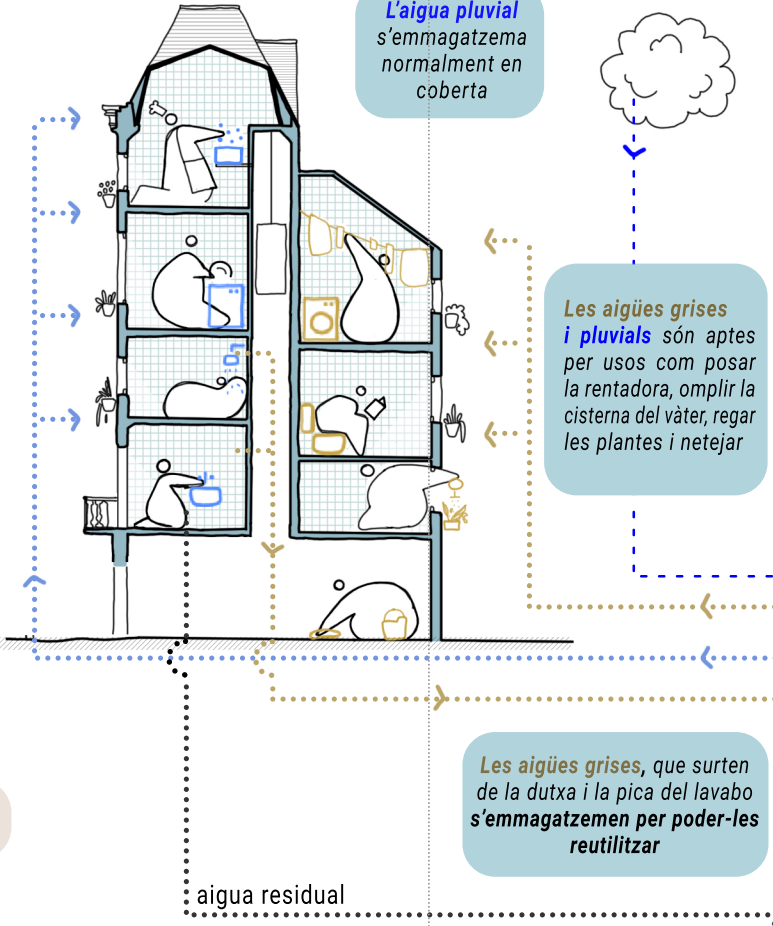 L'aigua pluvial
s'emmagatzema
normalment en
coberta
Les aigües grises
i pluvials són aptes
per usos com posar
la rentadora, omplir la
cisterna del vàter, regar
les plantes i netejar
Les aigües grises, que surten
de la dutxa i la pica del lavabo
s'emmagatzemen per poder-les
reutilitzar
aigua residual